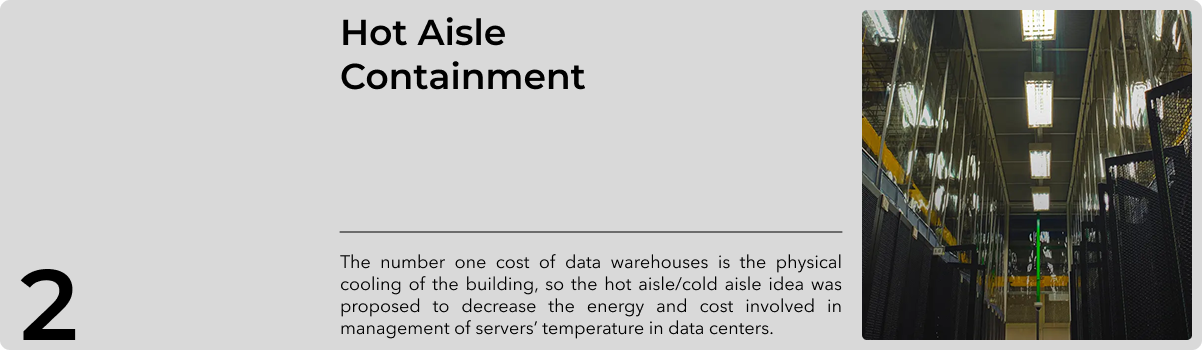 Hot Aisle
Containment
The number one cost of data warehouses is the physical
cooling of the building, so the hot aisle/cold aisle idea was
proposed to decrease the energy and cost involved in
management of servers’ temperature in data centers.
2